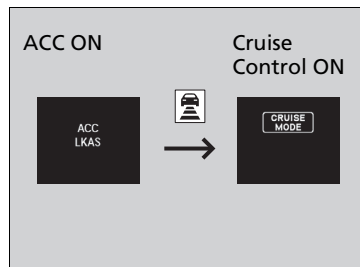 ACC ON
Cruise
Control ON
ACC
LKAS
CRUISE
MODE